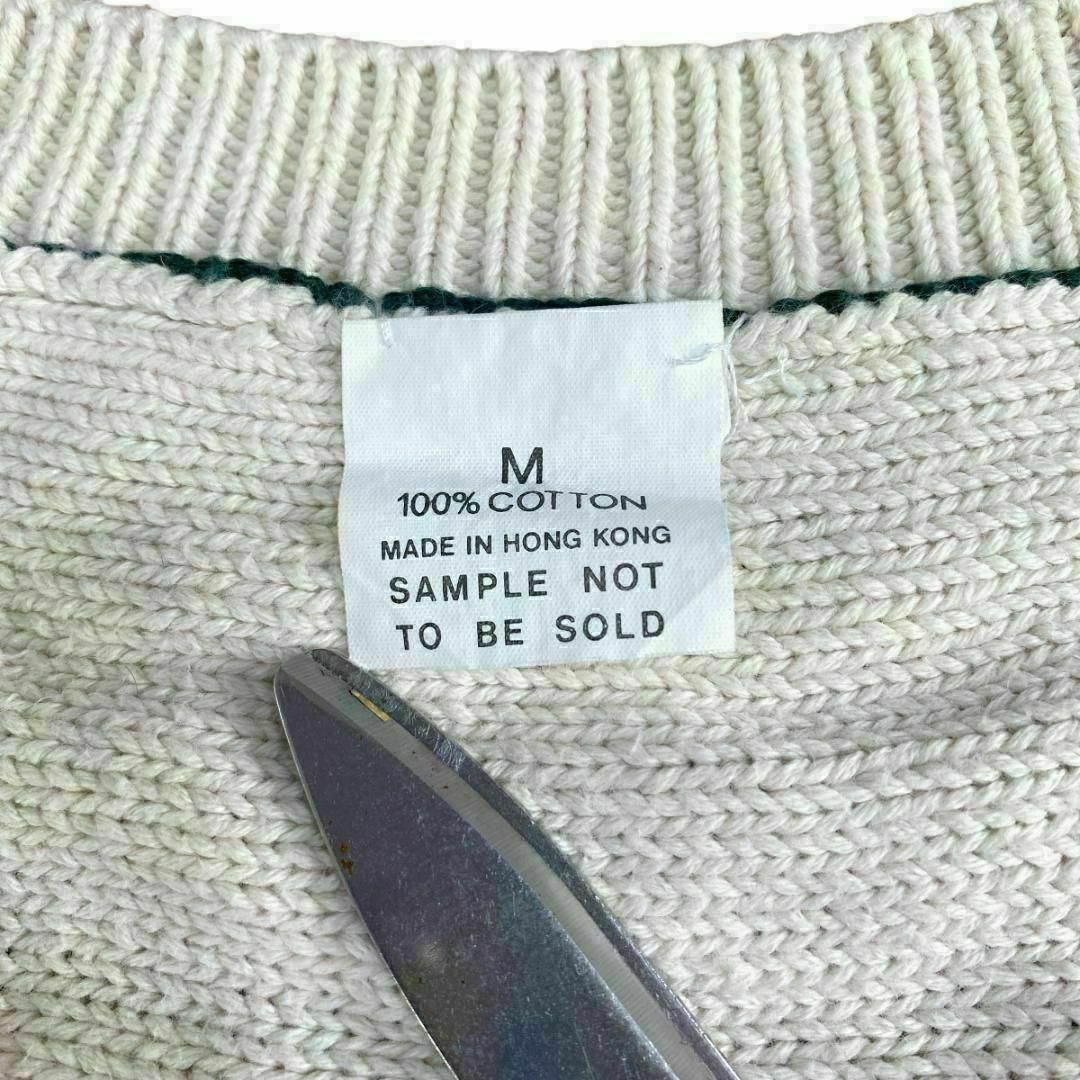 M
100% COTTON
MADE IN HONG KONG
SAMPLE NOT
TO BE SOLD